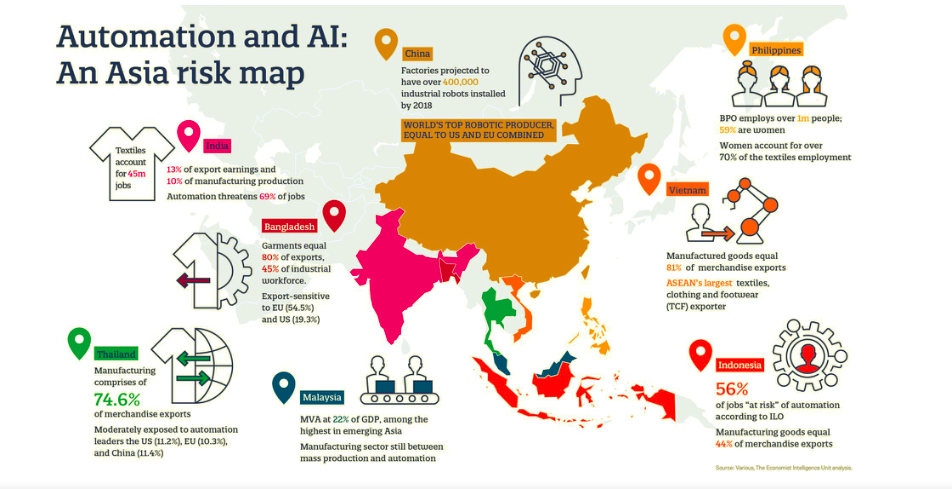 Automation and AI:
An Asia risk map
China
Factories projected to
have over 400,000
industrial robots installed
by 2018
WORLD'S TOP ROBOTIC PRODUCER,
EQUAL TO US AND EU COMBINED
Philippines
BPO employs over 1m people;
59% are women
Women account for over
70% of the textiles employment
Textiles
account
for 45m
jobs
India
13% of export earnings and
10% of manufacturing production
Automation threatens 69% of jobs
Vietnam
Manufactured goods equal
81% of merchandise exports
ASEAN's largest textiles,
clothing and footwear
(TCF) exporter
Bangladesh
Garments equal
80% of exports,
45% of industrial
workforce.
Export-sensitive
to EU (54.5%)
and US (19.3%)
Thailand
Manufacturing
comprises of
74.6%
of merchandise exports
Moderately exposed to automation
leaders the US (11.2%), EU (10.3%),
and China (11.4%)
Malaysia
MVA at 22% of GDP, among the
highest in emerging Asia
Manufacturing sector still between
mass production and automation
Indonesia
56%
of jobs "at risk" of automation
according to ILO
Manufacturing goods equal
44% of merchandise exports
Source: Various, The Economist Intelligence Unit analysis.